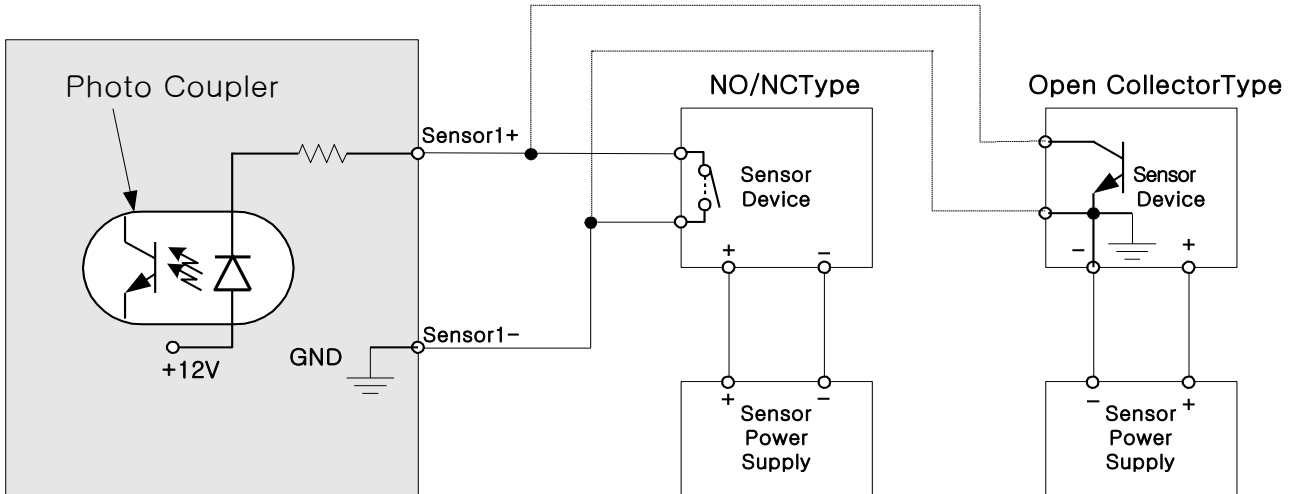 Photo Coupler
NO/NCType
Open CollectorType
Sensor1+
Sensor
Device
Sensor
Device
+
-
-
+
Sensor1-
GND
+12V
+
-
-
+
Sensor
Power
Supply
Sensor
Power
Supply